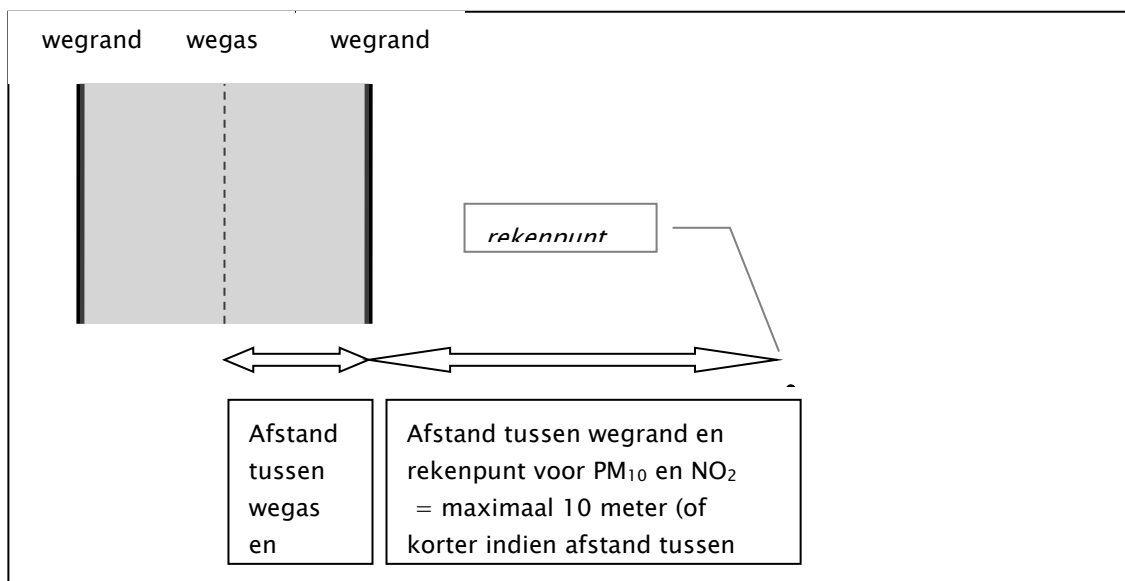 wegrand wegas wegrand
rekenpunt
Afstand
tussen
wegas
en
Afstand tussen wegrand en
rekenpunt voor PM₁₀ en NO₂
= maximaal 10 meter (of
korter indien afstand tussen